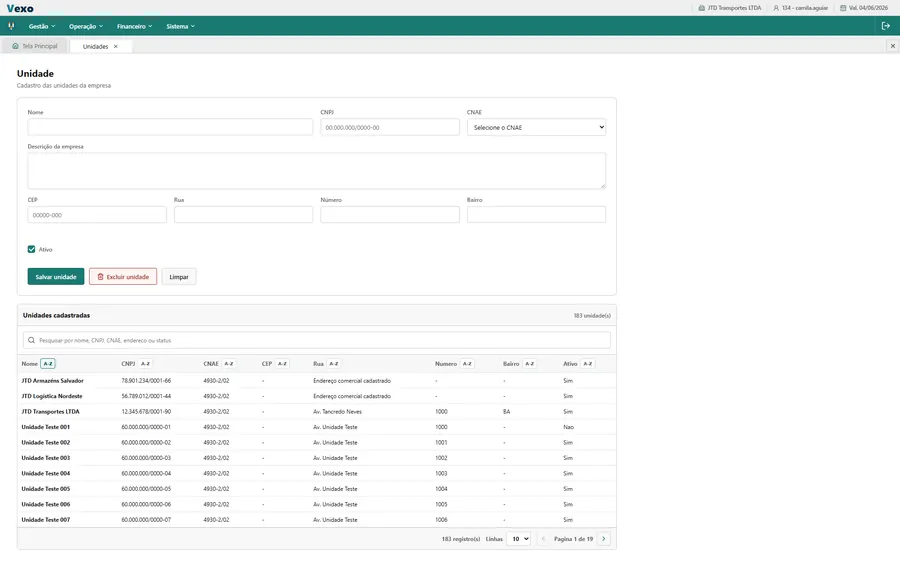 Vexo JTD Transportes LTDA 134 - camila.aguiar Val. 04/06/2026
Gestão Operação Financeiro Sistema
Tela Principal Unidades ✕ ✕
Unidade
Cadastro das unidades da empresa
Nome CNPJ CNAE
00.000.000/0000-00 Selecione o CNAE
Descrição da empresa
CEP Rua Número Bairro
00000-000
Ativo
Salvar unidade Excluir unidade Limpar
Unidades cadastradas 183 unidade(s)
Pesquisar por nome, CNPJ, CNAE, endereco ou status
Nome A-Z CNPJ A-Z CNAE A-Z CEP A-Z Rua A-Z Numero A-Z Bairro A-Z Ativo A-Z
JTD Armazéns Salvador 78.901.234/0001-66 4930-2/02 - Endereço comercial cadastrado - - Sim
JTD Logística Nordeste 56.789.012/0001-44 4930-2/02 - Endereço comercial cadastrado - - Sim
JTD Transportes LTDA 12.345.678/0001-90 4930-2/02 - Av. Tancredo Neves 1000 BA Sim
Unidade Teste 001 60.000.000/0000-01 4930-2/02 - Av. Unidade Teste 1000 - Nao
Unidade Teste 002 60.000.000/0000-02 4930-2/02 - Av. Unidade Teste 1001 - Sim
Unidade Teste 003 60.000.000/0000-03 4930-2/02 - Av. Unidade Teste 1002 - Sim
Unidade Teste 004 60.000.000/0000-04 4930-2/02 - Av. Unidade Teste 1003 - Sim
Unidade Teste 005 60.000.000/0000-05 4930-2/02 - Av. Unidade Teste 1004 - Sim
Unidade Teste 006 60.000.000/0000-06 4930-2/02 - Av. Unidade Teste 1005 - Sim
Unidade Teste 007 60.000.000/0000-07 4930-2/02 - Av. Unidade Teste 1006 - Sim
183 registro(s) Linhas 10 < Pagina 1 de 19 >